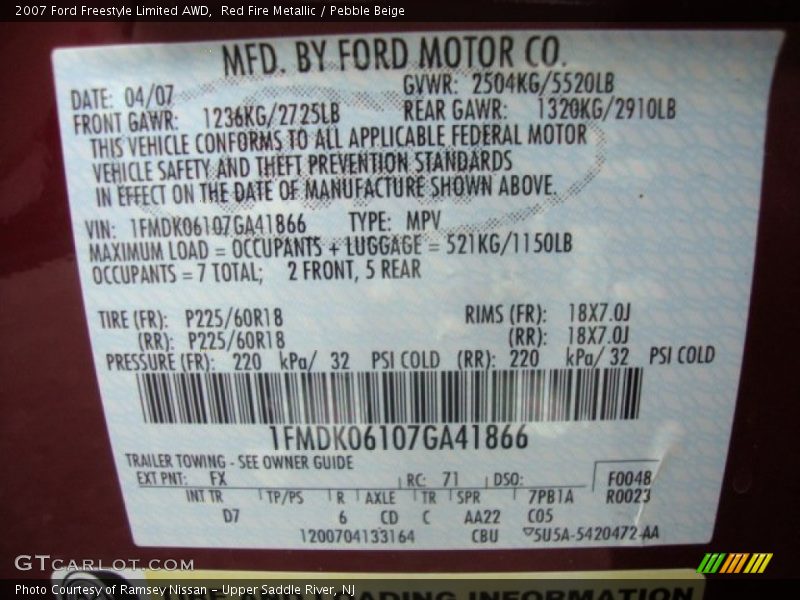 2007 Ford Freestyle Limited AWD,  Red Fire Metallic / Pebble Beige
MFD. BY FORD MOTOR CO.
DATE: 04/07 GVWR: 2504KG/5520LB
FRONT GAWR: 1236KG/2725LB REAR GAWR: 1320KG/2910LB
THIS VEHICLE CONFORMS TO ALL APPLICABLE FEDERAL MOTOR
VEHICLE SAFETY AND THEFT PREVENTION STANDARDS
IN EFFECT ON THE DATE OF MANUFACTURE SHOWN ABOVE.
VIN: 1FMDK06107GA41866 TYPE: MPV
MAXIMUM LOAD = OCCUPANTS + LUGGAGE = 521KG/1150LB
OCCUPANTS = 7 TOTAL; 2 FRONT, 5 REAR
TIRE (FR): P225/60R18 RIMS (FR): 18X7.0J
(RR): P225/60R18 (RR): 18X7.0J
PRESSURE (FR): 220 kPa/ 32 PSI COLD (RR): 220 kPa/ 32 PSI COLD
1FMDK06107GA41866
TRAILER TOWING - SEE OWNER GUIDE
EXT PNT: FX RC: 71 DSO: F0048
INT TR TP/PS R AXLE TR SPR 7PB1A R0023
D7 6 CD C AA22 C05
1200704133164 CBU 5U5A-5420472-AA
GTCARLOT.COM
Photo Courtesy of Ramsey Nissan - Upper Saddle River, NJ